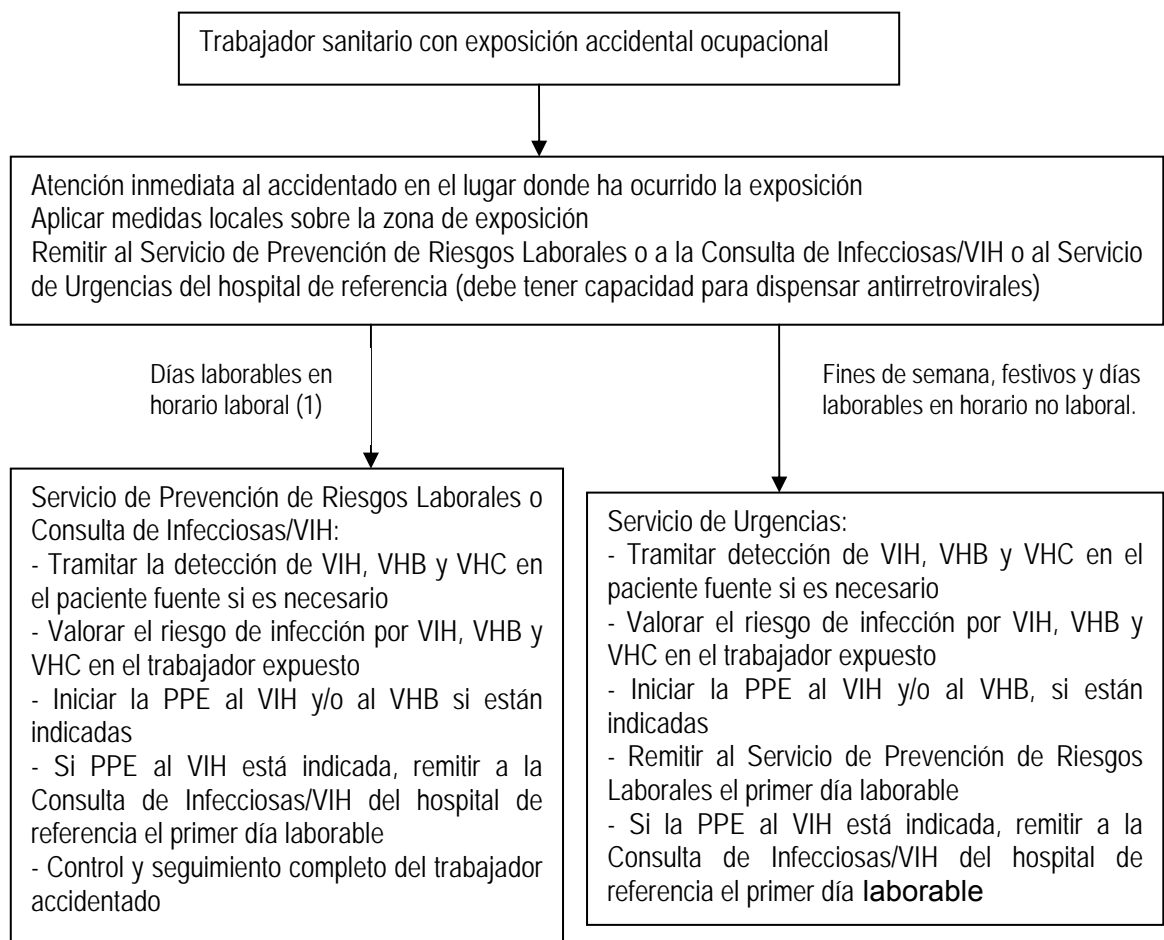 Trabajador sanitario con exposición accidental ocupacional
Atención inmediata al accidentado en el lugar donde ha ocurrido la exposición
Aplicar medidas locales sobre la zona de exposición
Remitir al Servicio de Prevención de Riesgos Laborales o a la Consulta de Infecciosas/VIH o al Servicio
de Urgencias del hospital de referencia (debe tener capacidad para dispensar antirretrovirales)
Días laborables en
horario laboral (1)
Fines de semana, festivos y días
laborables en horario no laboral.
Servicio de Prevención de Riesgos Laborales o
Consulta de Infecciosas/VIH:
- Tramitar la detección de VIH, VHB y VHC en
el paciente fuente si es necesario
- Valorar el riesgo de infección por VIH, VHB y
VHC en el trabajador expuesto
- Iniciar la PPE al VIH y/o al VHB si están
indicadas
- Si PPE al VIH está indicada, remitir a la
Consulta de Infecciosas/VIH del hospital de
referencia el primer día laborable
- Control y seguimiento completo del trabajador
accidentado
Servicio de Urgencias:
- Tramitar detección de VIH, VHB y VHC en el
paciente fuente si es necesario
- Valorar el riesgo de infección por VIH, VHB y
VHC en el trabajador expuesto
- Iniciar la PPE al VIH y/o al VHB, si están
indicadas
- Remitir al Servicio de Prevención de Riesgos
Laborales el primer día laborable
- Si la PPE al VIH está indicada, remitir a la
Consulta de Infecciosas/VIH del hospital de
referencia el primer día laborable